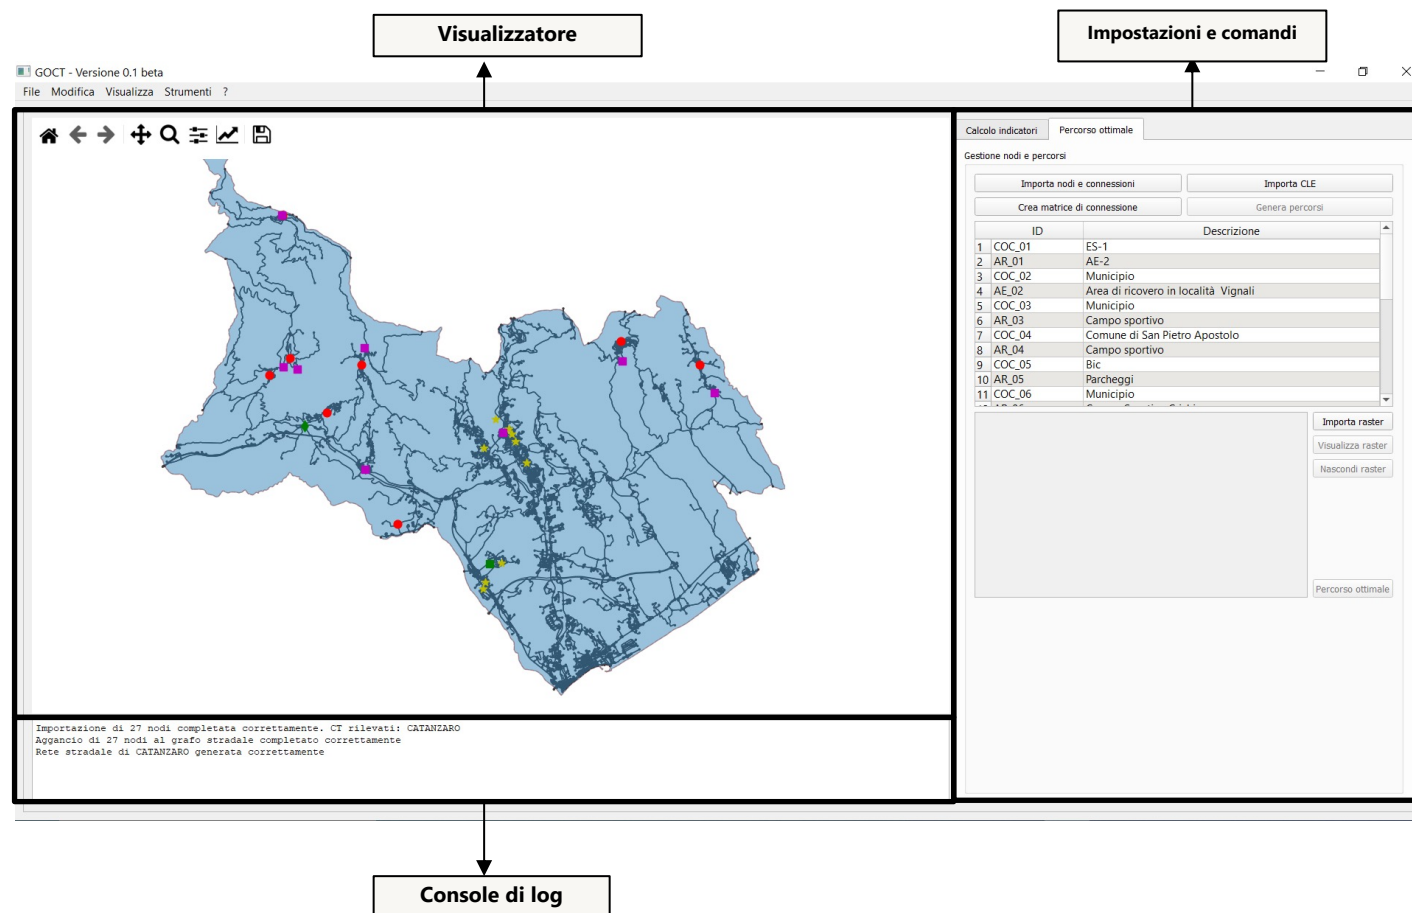 Visualizzatore
Impostazioni e comandi
GOCT - Versione 0.1 beta
File Modifica Visualizza Strumenti ?
Calcolo indicatori Percorso ottimale
Gestione nodi e percorsi
Importa nodi e connessioni Importa CLE
Crea matrice di connessione Genera percorsi
ID Descrizione
1 COC_01 ES-1
2 AR_01 AE-2
3 COC_02 Municipio
4 AE_02 Area di ricovero in località Vignali
5 COC_03 Municipio
6 AR_03 Campo sportivo
7 COC_04 Comune di San Pietro Apostolo
8 AR_04 Campo sportivo
9 COC_05 Bic
10 AR_05 Parcheggi
11 COC_06 Municipio
Importa raster
Visualizza raster
Nascondi raster
Percorso ottimale
Importazione di 27 nodi completata correttamente. CT rilevati: CATANZARO
Aggancio di 27 nodi al grafo stradale completato correttamente
Rete stradale di CATANZARO generata correttamente
Console di log